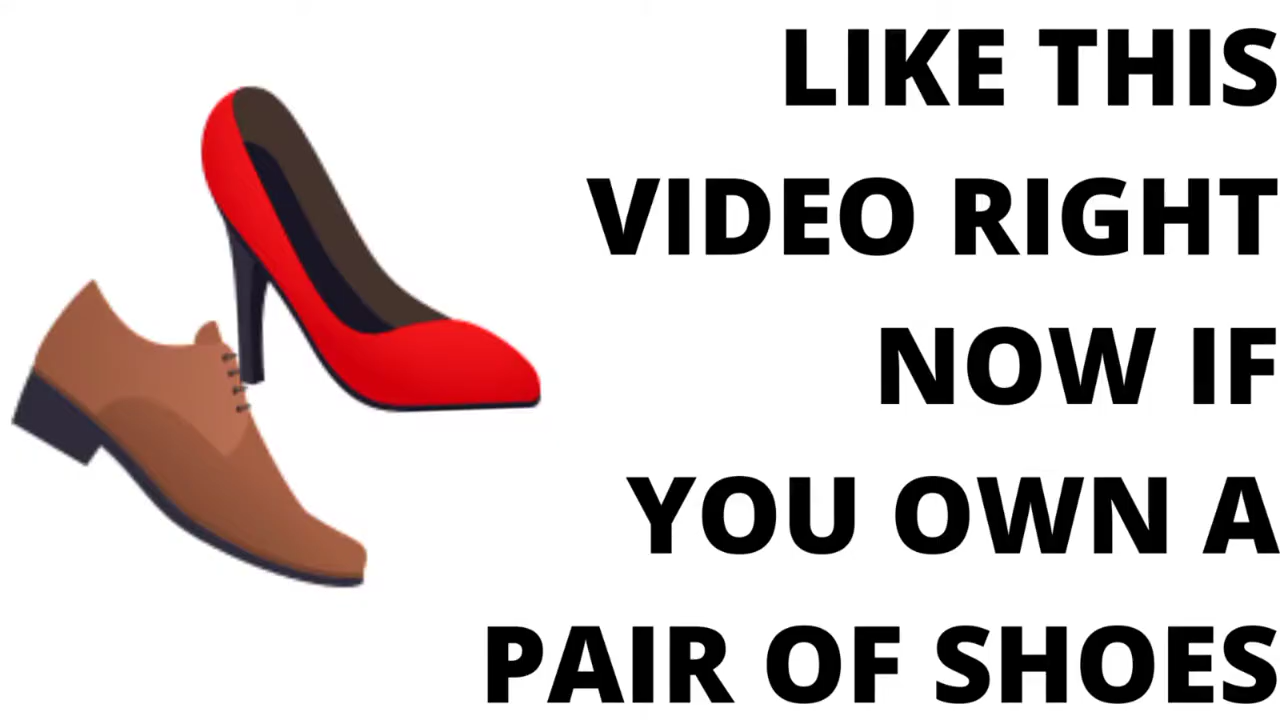 LIKE THIS
VIDEO RIGHT
NOW IF
YOU OWN A
PAIR OF SHOES